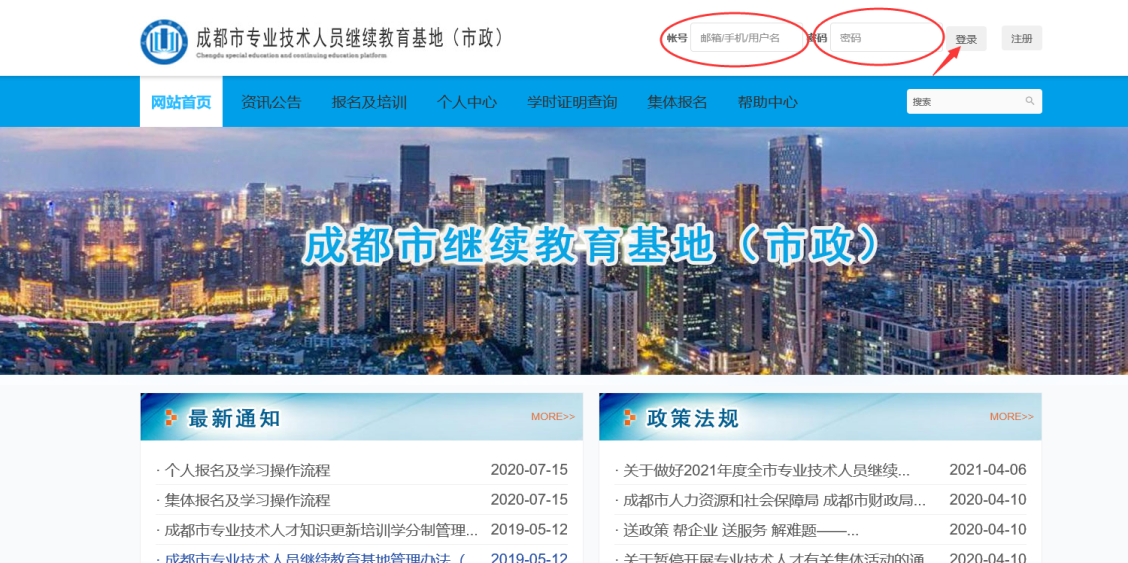 成都市专业技术人员继续教育基地（市政）
Chengdu special education and continuing education platform
帐号 邮箱/手机/用户名 密码 密码 登录 注册
网站首页 资讯公告 报名及培训 个人中心 学时证明查询 集体报名 帮助中心 搜索
成都市继续教育基地（市政）
最新通知 MORE>>
· 个人报名及学习操作流程 2020-07-15
· 集体报名及学习操作流程 2020-07-15
· 成都市专业技术人才知识更新培训学分制管理... 2019-05-12
· 成都市专业技术人员继续教育基地管理办法（ 2019-05-12
政策法规 MORE>>
· 关于做好2021年度全市专业技术人员继续... 2021-04-06
· 成都市人力资源和社会保障局 成都市财政局... 2020-04-10
· 送政策 帮企业 送服务 解难题——... 2020-04-10
· 关于暂停开展专业技术人才有关集体活动的通 2020-04-10